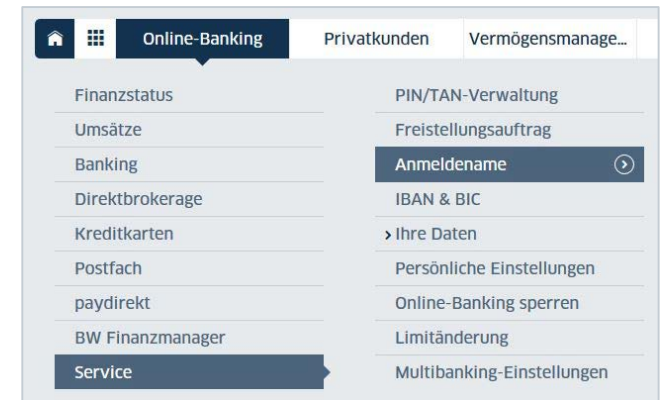 Online-Banking
Privatkunden
Vermögensmanage...
Finanzstatus
Umsätze
Banking
Direktbrokerage
Kreditkarten
Postfach
paydirekt
BW Finanzmanager
Service
PIN/TAN-Verwaltung
Freistellungsauftrag
Anmeldename
IBAN & BIC
Ihre Daten
Persönliche Einstellungen
Online-Banking sperren
Limitänderung
Multibanking-Einstellungen